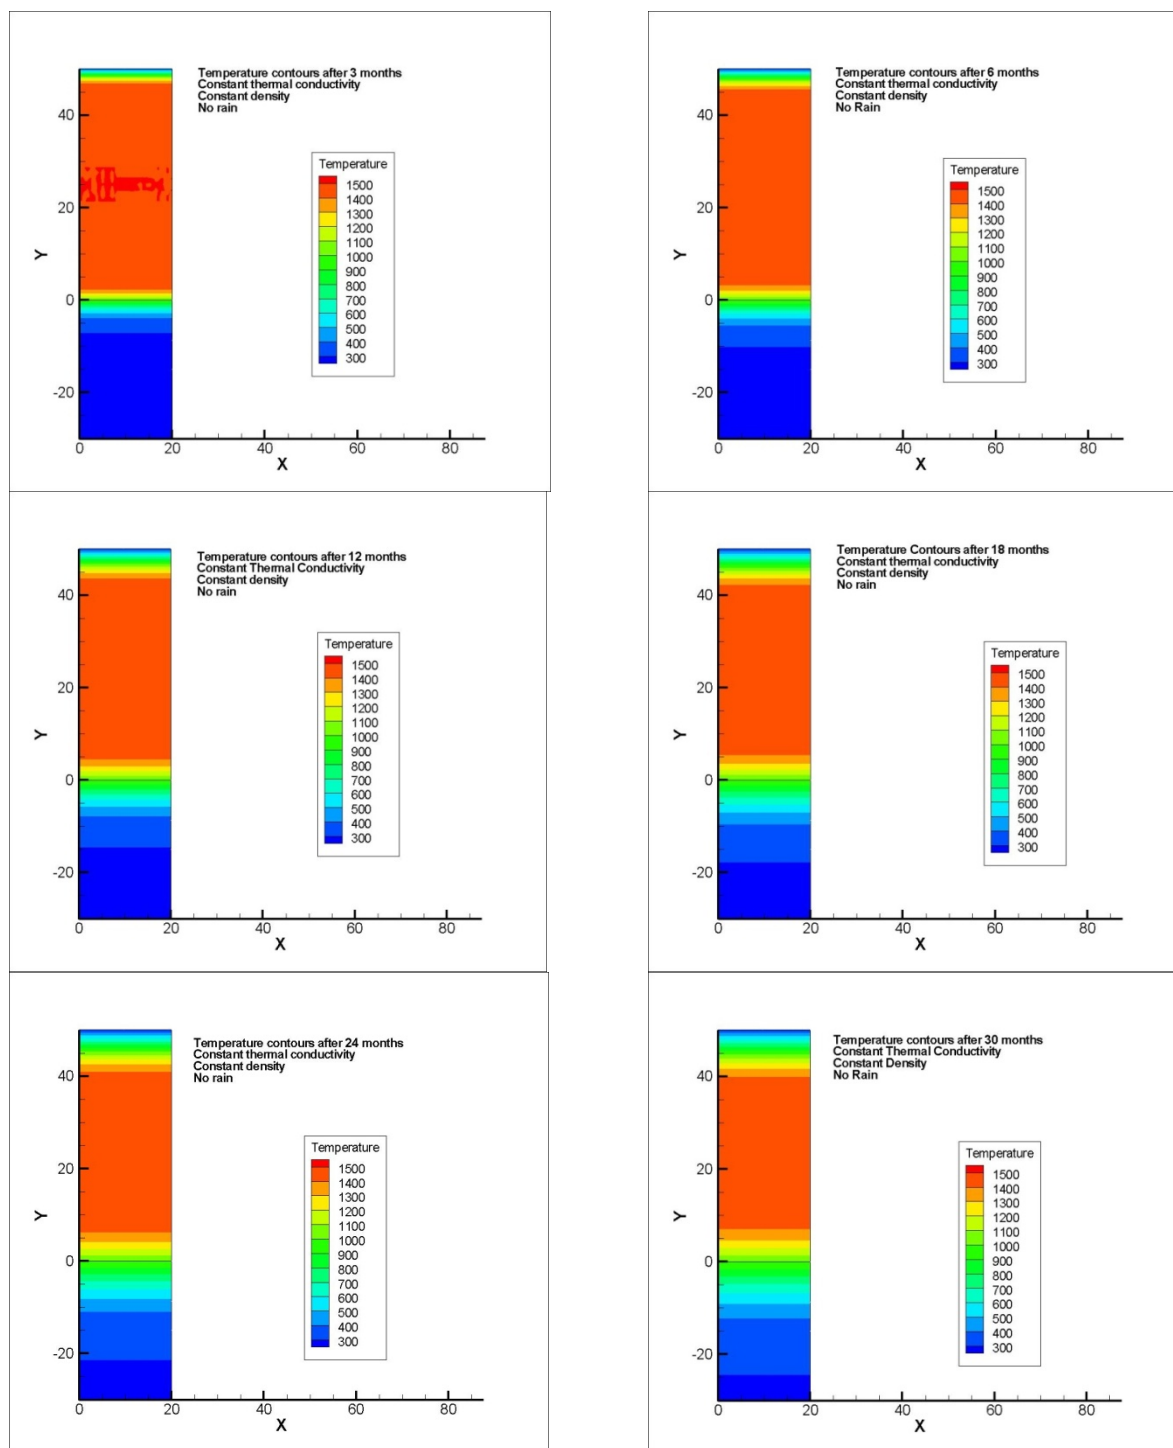 Temperature contours after 3 months
Constant thermal conductivity
Constant density
No rain
Temperature
1500
1400
1300
1200
1100
1000
900
800
700
600
500
400
300
40
20
0
-20
Y
0 20 40 60 80
X
Temperature contours after 6 months
Constant thermal conductivity
Constant density
No Rain
Temperature
1500
1400
1300
1200
1100
1000
900
800
700
600
500
400
300
40
20
0
-20
Y
0 20 40 60 80
X
Temperature contours after 12 months
Constant Thermal Conductivity
Constant density
No rain
Temperature
1500
1400
1300
1200
1100
1000
900
800
700
600
500
400
300
40
20
0
-20
Y
0 20 40 60 80
X
Temperature Contours after 18 months
Constant thermal conductivity
Constant density
No rain
Temperature
1500
1400
1300
1200
1100
1000
900
800
700
600
500
400
300
40
20
0
-20
Y
0 20 40 60 80
X
Temperature contours after 24 months
Constant thermal conductivity
Constant density
No rain
Temperature
1500
1400
1300
1200
1100
1000
900
800
700
600
500
400
300
40
20
0
-20
Y
0 20 40 60 80
X
Temperature contours after 30 months
Constant Thermal Conductivity
Constant Density
No Rain
Temperature
1500
1400
1300
1200
1100
1000
900
800
700
600
500
400
300
40
20
0
-20
Y
0 20 40 60 80
X